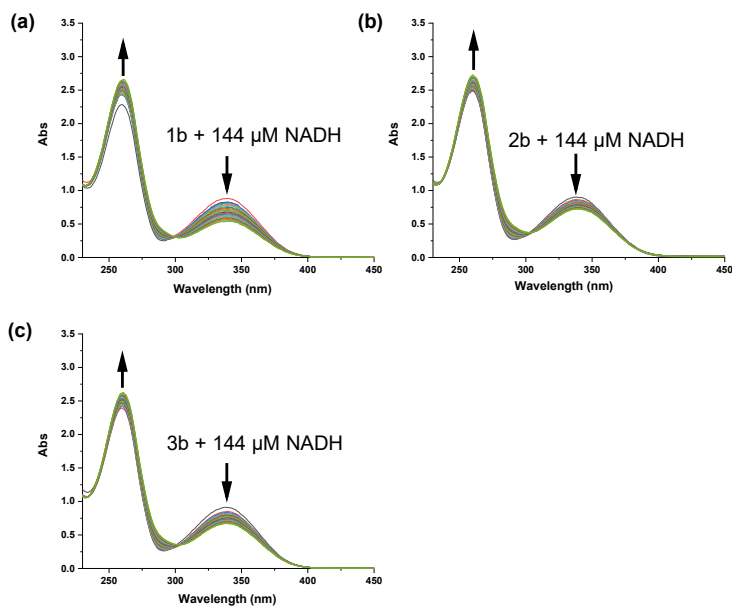 (a)
3.5
3.0
2.5
2.0
1.5
1.0
0.5
0.0
Abs
1b + 144 µM NADH
250 300 350 400 450
Wavelength (nm)
(b)
3.5
3.0
2.5
2.0
1.5
1.0
0.5
0.0
Abs
2b + 144 µM NADH
250 300 350 400 450
Wavelength (nm)
(c)
3.5
3.0
2.5
2.0
1.5
1.0
0.5
0.0
Abs
3b + 144 µM NADH
250 300 350 400 450
Wavelength (nm)